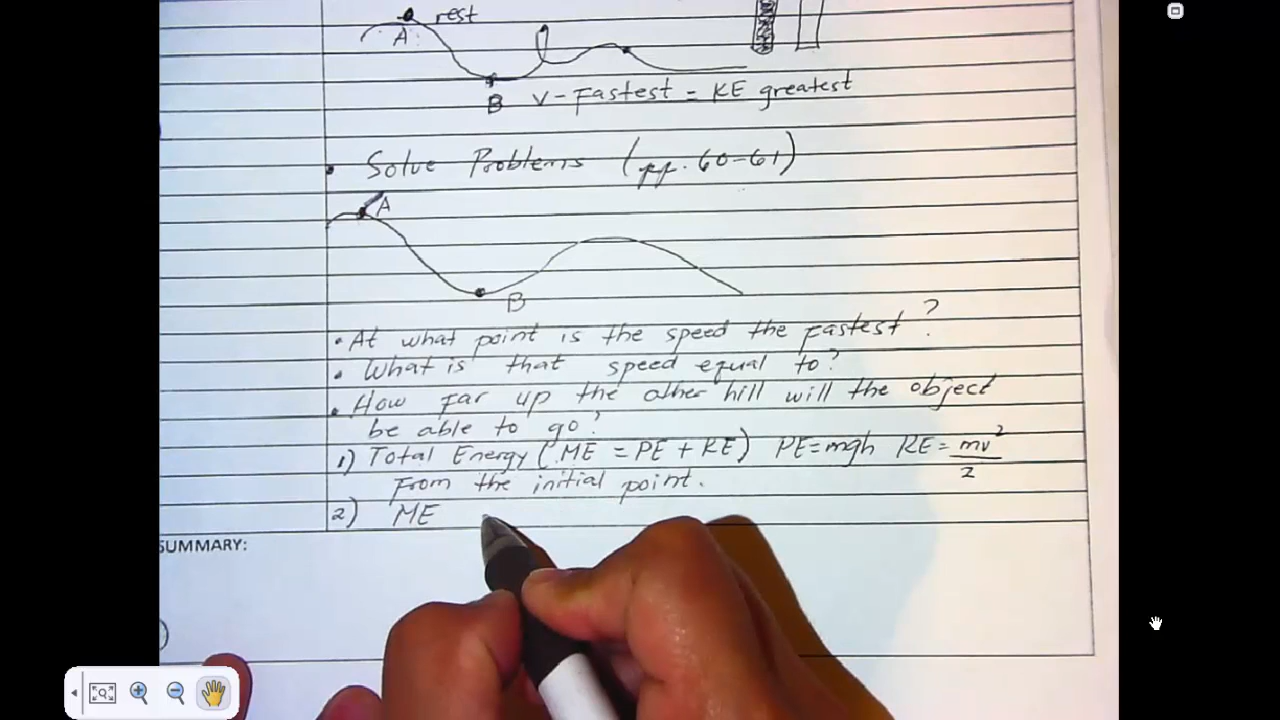 rest
A
B V-Fastest = KE greatest
• Solve Problems (pp. 60-61)
A
B
• At what point is the speed the fastest?
• What is that speed equal to?
• How far up the other hill will the object
be able to go?
1) Total Energy (ME = PE + KE) PE=mgh KE=mv²/2
From the initial point.
2) ME
SUMMARY: